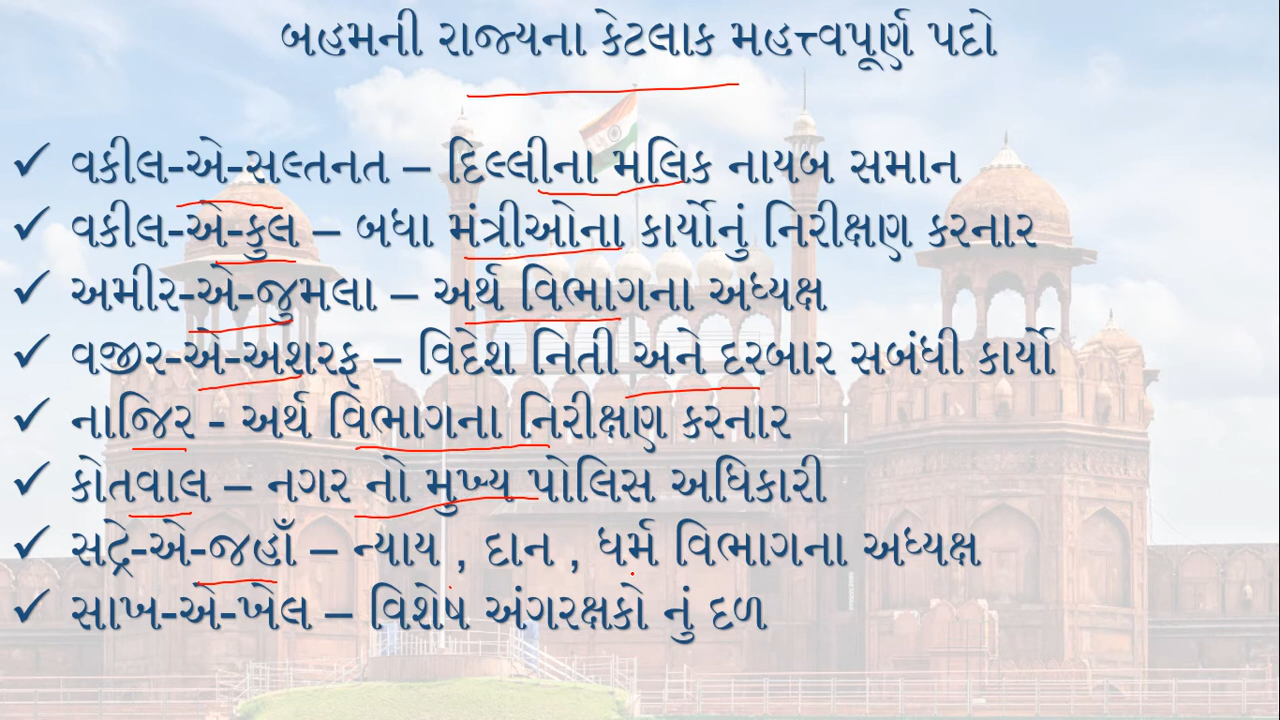 બહમની રાજ્યના કેટલાક મહત્ત્વપૂર્ણ પદો
✓ વકીલ-એ-સલ્તનત – દિલ્લીના મલિક નાયબ સમાન
✓ વકીલ-એ-કુલ – બધા મંત્રીઓના કાર્યોનું નિરીક્ષણ કરનાર
✓ અમીર-એ-જુમલા – અર્થ વિભાગના અધ્યક્ષ
✓ વજીર-એ-અશરફ – વિદેશ નિતી અને દરબાર સબંધી કાર્યો
✓ નાજિર - અર્થ વિભાગના નિરીક્ષણ કરનાર
✓ કોતવાલ – નગર નો મુખ્ય પોલિસ અધિકારી
✓ સદ્રે-એ-જહાઁ – ન્યાય , દાન , ધર્મ વિભાગના અધ્યક્ષ
✓ સાખ-એ-ખેલ – વિશેષ અંગરક્ષકો નું દળ